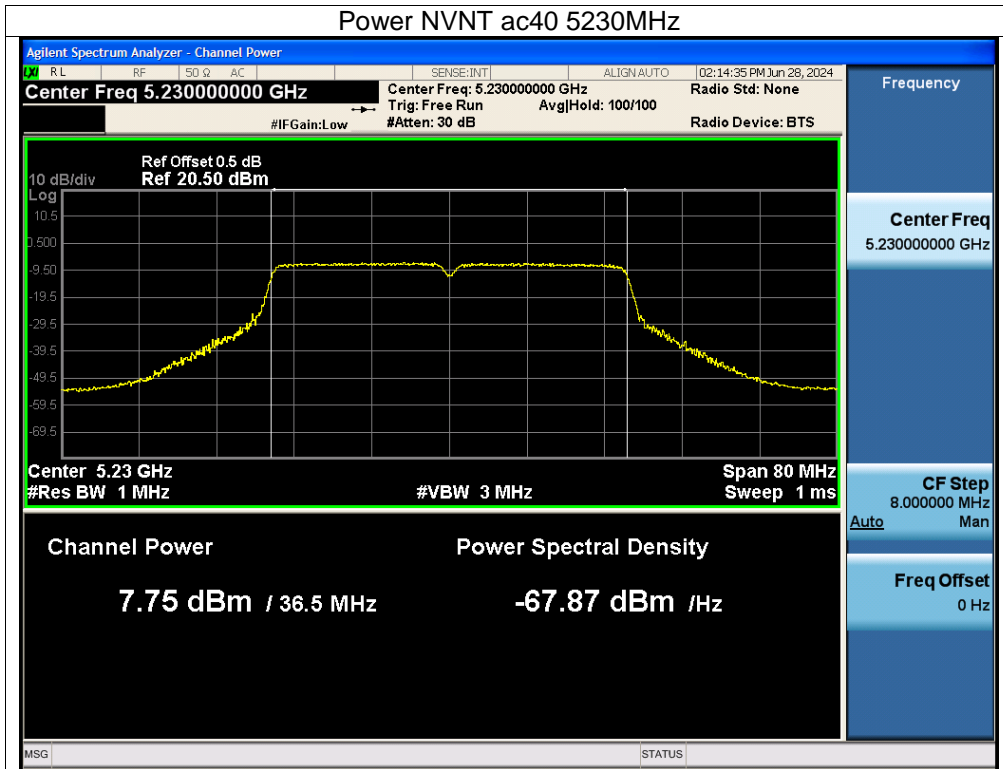 Power NVNT ac40 5230MHz
Agilent Spectrum Analyzer - Channel Power
LXI RL RF 50 Ω AC SENSE:INT ALIGN AUTO 02:14:35 PM Jun 28, 2024
Center Freq 5.230000000 GHz Center Freq: 5.230000000 GHz Radio Std: None
Trig: Free Run Avg|Hold: 100/100
#IFGain:Low #Atten: 30 dB Radio Device: BTS
Frequency
Ref Offset 0.5 dB
10 dB/div Ref 20.50 dBm
Log
10.5
0.500
-9.50
-19.5
-29.5
-39.5
-49.5
-59.5
-69.5
Center 5.23 GHz Span 80 MHz
#Res BW 1 MHz #VBW 3 MHz Sweep 1 ms
Center Freq
5.230000000 GHz
CF Step
8.000000 MHz
Auto Man
Freq Offset
0 Hz
Channel Power Power Spectral Density
7.75 dBm / 36.5 MHz -67.87 dBm /Hz
MSG STATUS